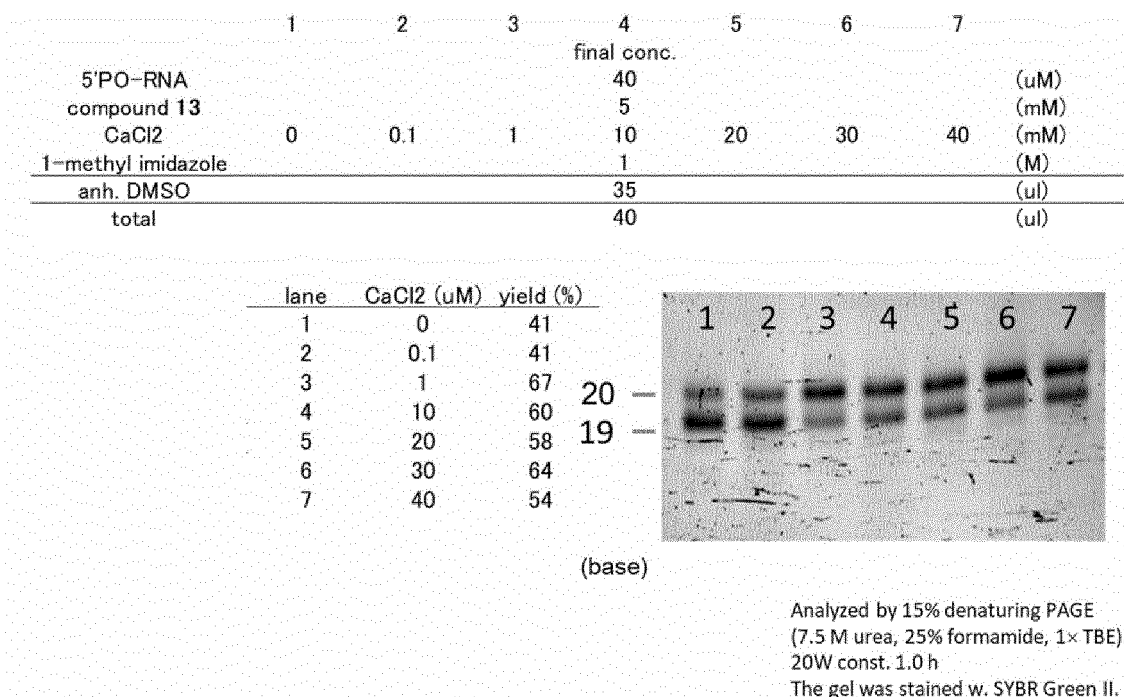 1 2 3 4 5 6 7
final conc.
5'PO-RNA 40 (uM)
compound 13 5 (mM)
CaCl2 0 0.1 1 10 20 30 40 (mM)
1-methyl imidazole 1 (M)
anh. DMSO 35 (ul)
total 40 (ul)
lane CaCl2 (uM) yield (%)
1 0 41
2 0.1 41
3 1 67
4 10 60
5 20 58
6 30 64
7 40 54
1 2 3 4 5 6 7
20
19
(base)
Analyzed by 15% denaturing PAGE
(7.5 M urea, 25% formamide, 1× TBE)
20W const. 1.0 h
The gel was stained w. SYBR Green II.